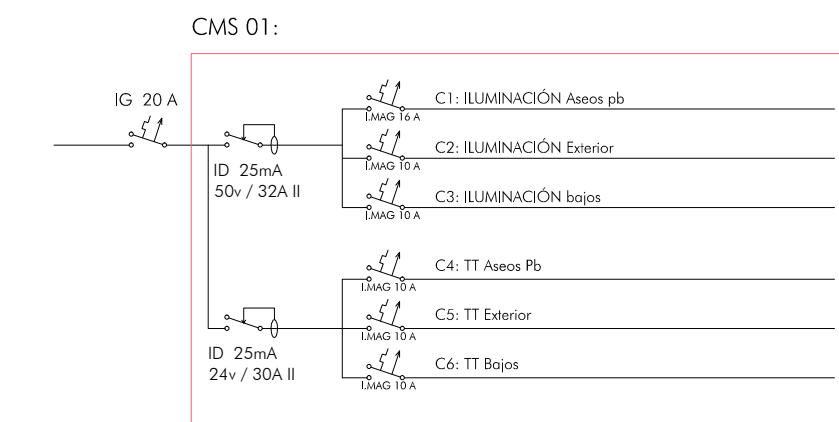 CMS 01:
IG 20 A
C1: ILUMINACIÓN Aseos pb
I.MAG 16 A
C2: ILUMINACIÓN Exterior
I.MAG 10 A
ID 25mA
50v / 32A II
C3: ILUMINACIÓN bajos
I.MAG 10 A
C4: TT Aseos Pb
I.MAG 10 A
C5: TT Exterior
I.MAG 10 A
ID 25mA
24v / 30A II
C6: TT Bajos
I.MAG 10 A